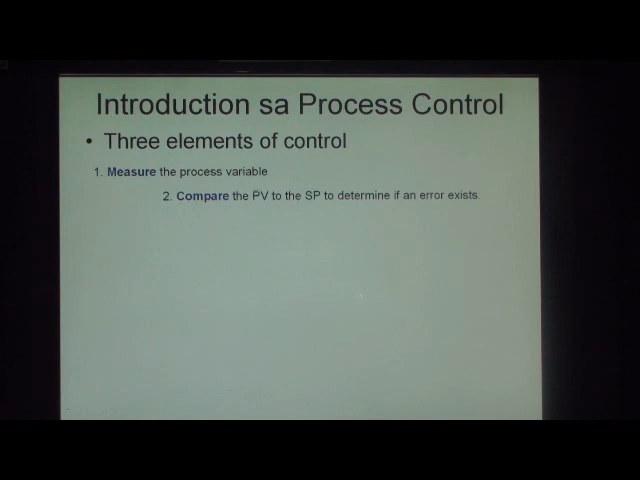 Introduction sa Process Control
• Three elements of control
1. Measure the process variable
2. Compare the PV to the SP to determine if an error exists.